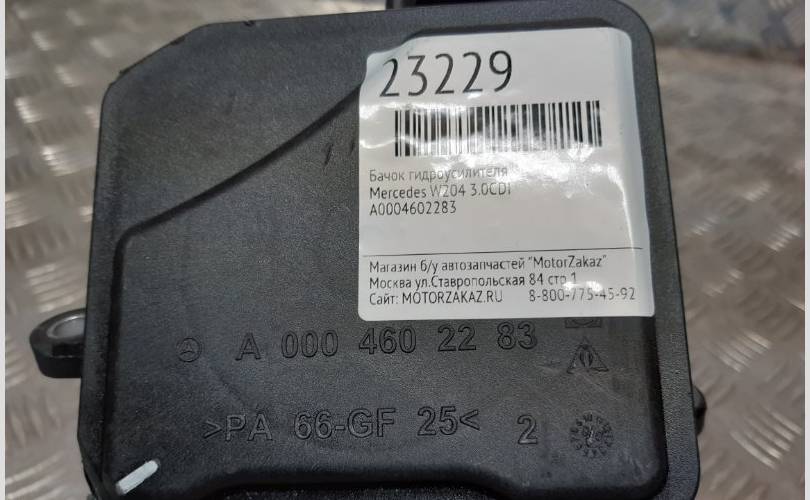 23229
Бачок гидроусилителя
Mercedes W204 3.0CDI
A0004602283
Магазин б/у автозапчастей "MotorZakaz"
Москва ул.Ставропольская 84 стр 1
Сайт: MOTORZAKAZ.RU 8-800-775-45-92
A 000 460 22 83
>PA 66-GF 25< 2